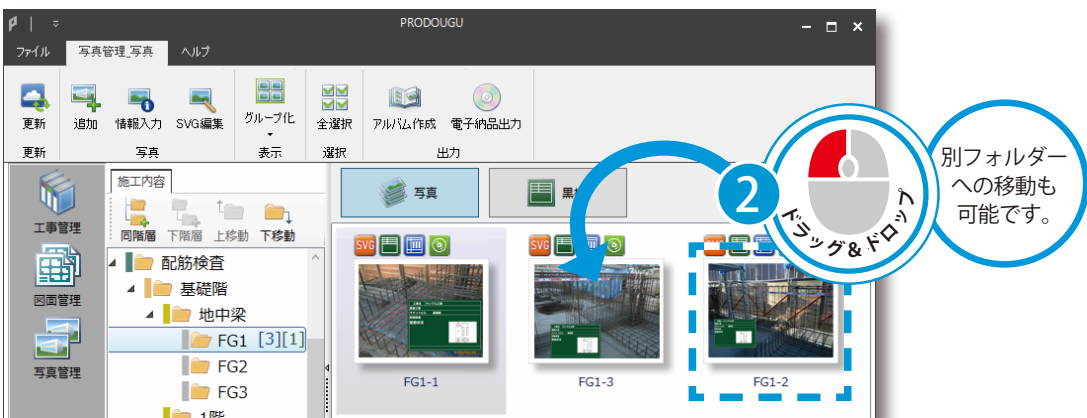 PRODOUGU
ファイル 写真管理_写真 ヘルプ
更新 追加 情報入力 SVG編集 グループ化 全選択 アルバム作成 電子納品出力
更新 写真 表示 選択 出力
2
ドラッグ&ドロップ
別フォルダー
への移動も
可能です。
工事管理
図面管理
写真管理
施工内容
同階層 下階層 上移動 下移動
配筋検査
基礎階
地中梁
FG1 [3][1]
FG2
FG3
1階
写真
黒
SVG SVG
FG1-1 FG1-3 FG1-2